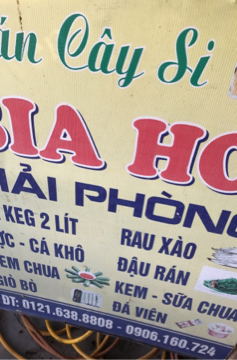 án Cây Si
BIA HƠ
HẢI PHÒNG
KEG 2 LÍT
ỰC - CÁ KHÔ
EM CHUA
GIÒ BÒ
RAU XÀO
ĐẬU RÁN
KEM - SỮA CHUA
ĐÁ VIÊN
ĐT: 0121.638.8808 - 0906.160.724